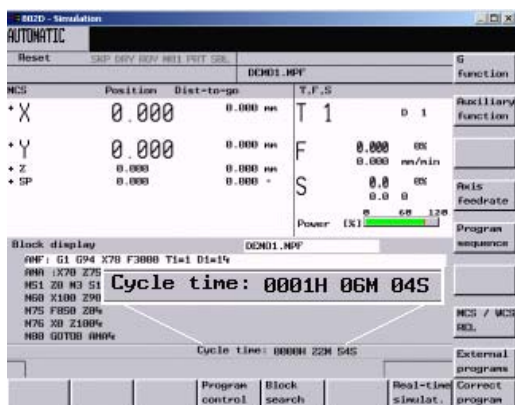 802D - Simulation
AUTOMATIC
Reset SKP DRY ROV M01 PRT SBL
DEMO1.MPF
G function
MCS Position Dist-to-go T,F,S
+ X 0.000 0.000 mm T 1 D 1
Auxiliary function
+ Y 0.000 0.000 mm F 0.000 0%
0.000 mm/min
+ Z 0.000 0.000 mm
+ SP 0.000 0.000 ° S 0.0 0%
0.0 0
Axis feedrate
0 60 120
Power [%]
Program sequence
Block display DEMO1.MPF
ANF: G1 G94 X70 F3000 T1=1 D1=1¶
Cycle time: 0001H 06M 04S
N60 X100 Z90
N75 F850 Z0¶
N76 X0 Z100¶
N80 GOTOB ANA¶
MCS / WCS REL
Cycle time: 0000H 22M 54S
External programs
Program control
Block search
Real-time simulat.
Correct program